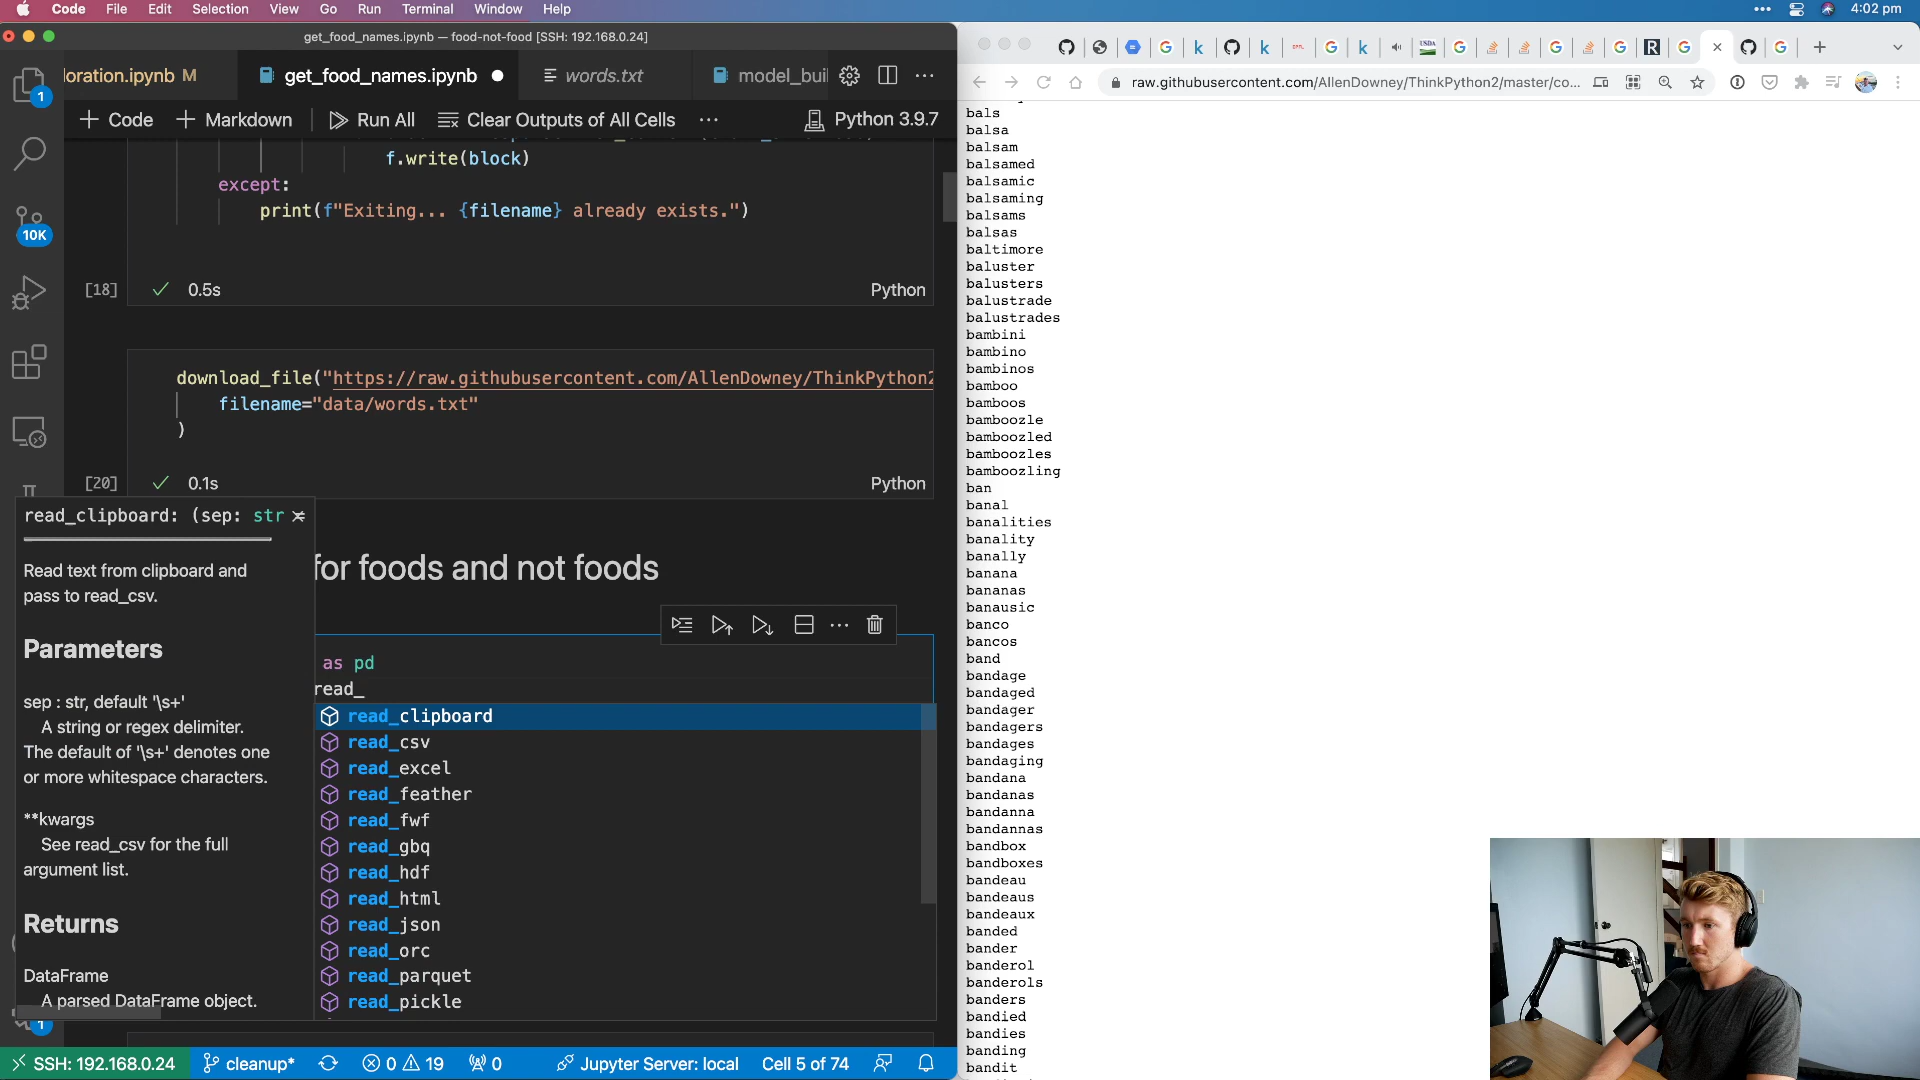 Code File Edit Selection View Go Run Terminal Window Help
4:02 pm
get_food_names.ipynb — food-not-food [SSH: 192.168.0.24]
loration.ipynb M
get_food_names.ipynb
words.txt
model_buil
raw.githubusercontent.com/AllenDowney/ThinkPython2/master/co...
+ Code + Markdown Run All Clear Outputs of All Cells ... Python 3.9.7
1
10K
f.write(block)
except:
print(f"Exiting... {filename} already exists.")
[18] 0.5s Python
download_file("https://raw.githubusercontent.com/AllenDowney/ThinkPython2
filename="data/words.txt"
)
[20] 0.1s Python
for foods and not foods
as pd
read_
read_clipboard: (sep: str
Read text from clipboard and
pass to read_csv.
Parameters
sep : str, default '\s+'
A string or regex delimiter.
The default of '\s+' denotes one
or more whitespace characters.
**kwargs
See read_csv for the full
argument list.
Returns
DataFrame
A parsed DataFrame object.
read_clipboard
read_csv
read_excel
read_feather
read_fwf
read_gbq
read_hdf
read_html
read_json
read_orc
read_parquet
read_pickle
1
SSH: 192.168.0.24 cleanup* 0 19 0 Jupyter Server: local Cell 5 of 74
bals
balsa
balsam
balsamed
balsamic
balsaming
balsams
balsas
baltimore
baluster
balusters
balustrade
balustrades
bambini
bambino
bambinos
bamboo
bamboos
bamboozle
bamboozled
bamboozles
bamboozling
ban
banal
banalities
banality
banally
banana
bananas
banausic
banco
bancos
band
bandage
bandaged
bandager
bandagers
bandages
bandaging
bandana
bandanas
bandanna
bandannas
bandbox
bandboxes
bandeau
bandeaus
bandeaux
banded
bander
banderol
banderols
banders
bandied
bandies
banding
bandit